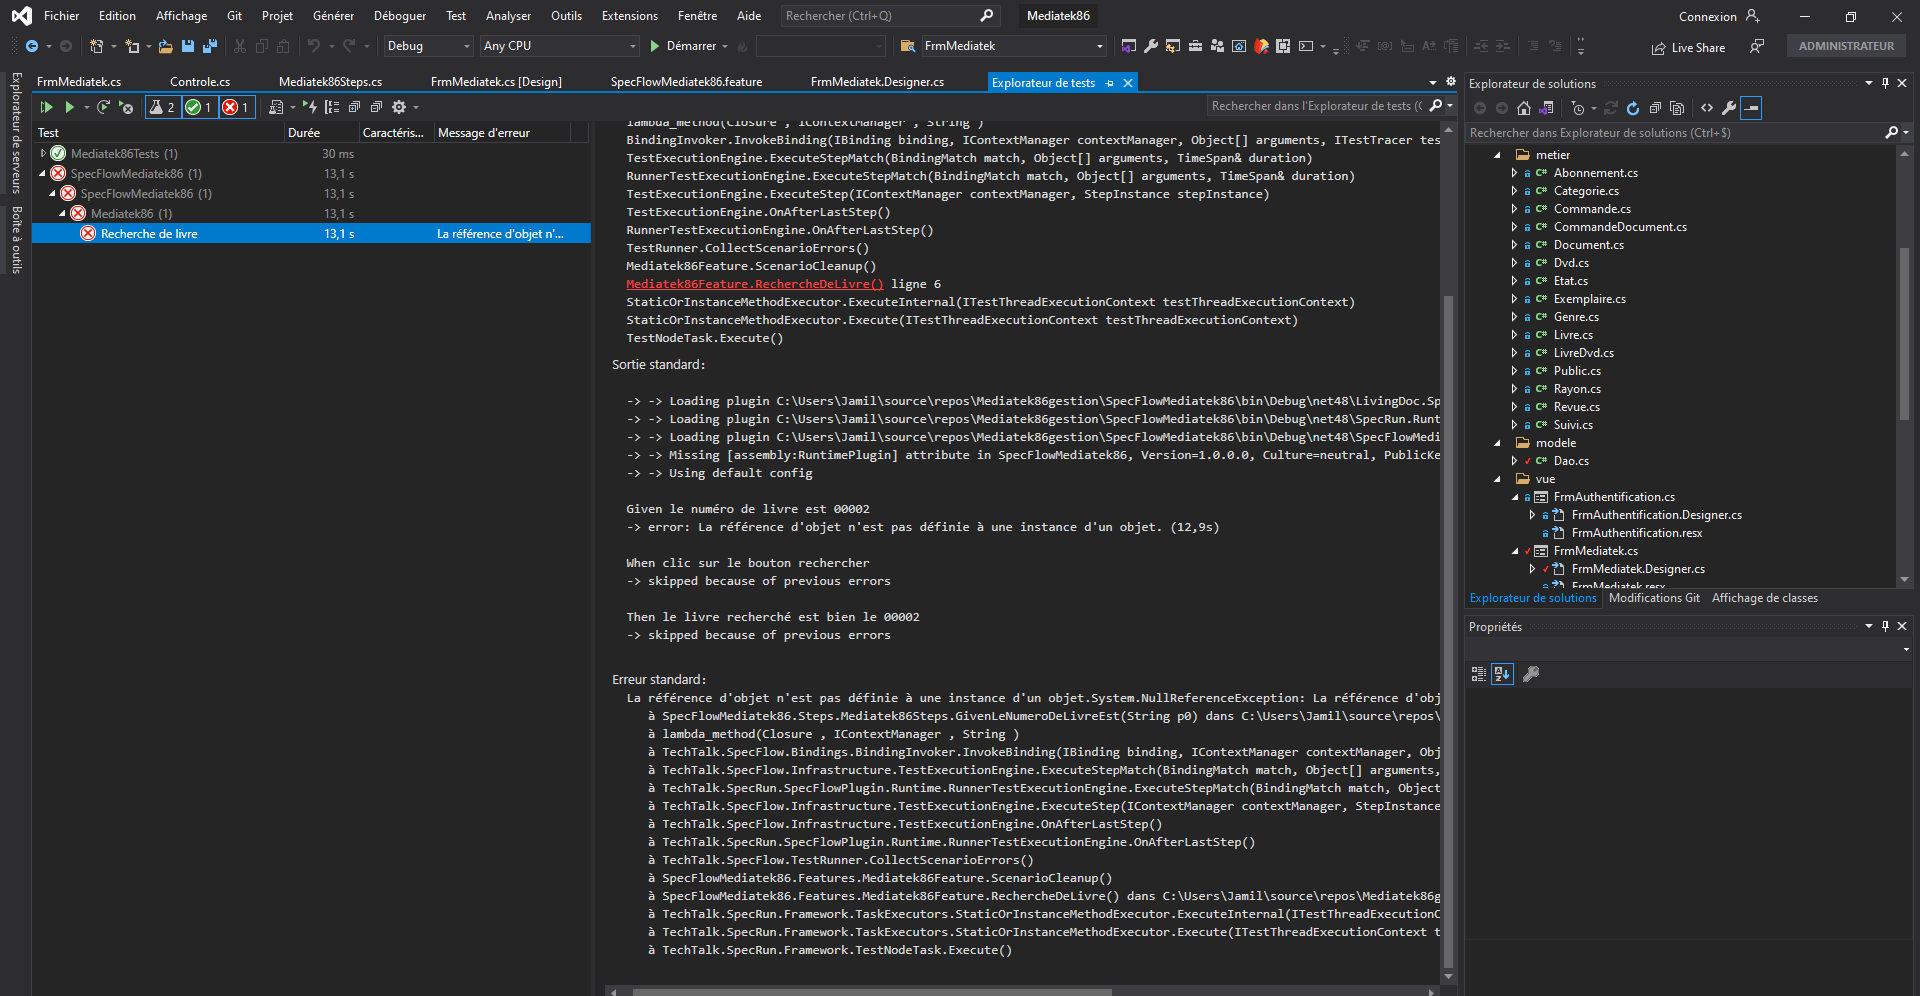 Fichier Edition Affichage Git Projet Générer Déboguer Test Analyser Outils Extensions Fenêtre Aide Rechercher (Ctrl+Q) Mediatek86 Connexion
Debug Any CPU Démarrer FrmMediatek Live Share ADMINISTRATEUR
Explorateur de serveurs
Boîte à outils
FrmMediatek.cs Controle.cs Mediatek86Steps.cs FrmMediatek.cs [Design] SpecFlowMediatek86.feature FrmMediatek.Designer.cs Explorateur de tests
2 1 1 Rechercher dans l'Explorateur de tests (C
Test Durée Caractéris... Message d'erreur
Mediatek86Tests (1) 30 ms
SpecFlowMediatek86 (1) 13,1 s
SpecFlowMediatek86 (1) 13,1 s
Mediatek86 (1) 13,1 s
Recherche de livre 13,1 s La référence d'objet n'...
lambda_method(Closure , IContextManager , String )
BindingInvoker.InvokeBinding(IBinding binding, IContextManager contextManager, Object[] arguments, ITestTracer tes
TestExecutionEngine.ExecuteStepMatch(BindingMatch match, Object[] arguments, TimeSpan& duration)
RunnerTestExecutionEngine.ExecuteStepMatch(BindingMatch match, Object[] arguments, TimeSpan& duration)
TestExecutionEngine.ExecuteStep(IContextManager contextManager, StepInstance stepInstance)
TestExecutionEngine.OnAfterLastStep()
RunnerTestExecutionEngine.OnAfterLastStep()
TestRunner.CollectScenarioErrors()
Mediatek86Feature.ScenarioCleanup()
Mediatek86Feature.RechercheDeLivre() ligne 6
StaticOrInstanceMethodExecutor.ExecuteInternal(ITestThreadExecutionContext testThreadExecutionContext)
StaticOrInstanceMethodExecutor.Execute(ITestThreadExecutionContext testThreadExecutionContext)
TestNodeTask.Execute()
Sortie standard:
-> -> Loading plugin C:\Users\Jamil\source\repos\Mediatek86gestion\SpecFlowMediatek86\bin\Debug\net48\LivingDoc.Sp
-> -> Loading plugin C:\Users\Jamil\source\repos\Mediatek86gestion\SpecFlowMediatek86\bin\Debug\net48\SpecRun.Runt
-> -> Loading plugin C:\Users\Jamil\source\repos\Mediatek86gestion\SpecFlowMediatek86\bin\Debug\net48\SpecFlowMedi
-> -> Missing [assembly:RuntimePlugin] attribute in SpecFlowMediatek86, Version=1.0.0.0, Culture=neutral, PublicKe
-> -> Using default config
Given le numéro de livre est 00002
-> error: La référence d'objet n'est pas définie à une instance d'un objet. (12,9s)
When clic sur le bouton rechercher
-> skipped because of previous errors
Then le livre recherché est bien le 00002
-> skipped because of previous errors
Erreur standard:
La référence d'objet n'est pas définie à une instance d'un objet.System.NullReferenceException: La référence d'obj
à SpecFlowMediatek86.Steps.Mediatek86Steps.GivenLeNumeroDeLivreEst(String p0) dans C:\Users\Jamil\source\repos\
à lambda_method(Closure , IContextManager , String )
à TechTalk.SpecFlow.Bindings.BindingInvoker.InvokeBinding(IBinding binding, IContextManager contextManager, Obj
à TechTalk.SpecFlow.Infrastructure.TestExecutionEngine.ExecuteStepMatch(BindingMatch match, Object[] arguments,
à TechTalk.SpecRun.SpecFlowPlugin.Runtime.RunnerTestExecutionEngine.ExecuteStepMatch(BindingMatch match, Object
à TechTalk.SpecFlow.Infrastructure.TestExecutionEngine.ExecuteStep(IContextManager contextManager, StepInstance
à TechTalk.SpecFlow.Infrastructure.TestExecutionEngine.OnAfterLastStep()
à TechTalk.SpecRun.SpecFlowPlugin.Runtime.RunnerTestExecutionEngine.OnAfterLastStep()
à TechTalk.SpecFlow.TestRunner.CollectScenarioErrors()
à SpecFlowMediatek86.Features.Mediatek86Feature.ScenarioCleanup()
à SpecFlowMediatek86.Features.Mediatek86Feature.RechercheDeLivre() dans C:\Users\Jamil\source\repos\Mediatek86g
à TechTalk.SpecRun.Framework.TaskExecutors.StaticOrInstanceMethodExecutor.ExecuteInternal(ITestThreadExecutionC
à TechTalk.SpecRun.Framework.TaskExecutors.StaticOrInstanceMethodExecutor.Execute(ITestThreadExecutionContext t
à TechTalk.SpecRun.Framework.TestNodeTask.Execute()
Explorateur de solutions
Rechercher dans Explorateur de solutions (Ctrl+$)
metier
C# Abonnement.cs
C# Categorie.cs
C# Commande.cs
C# CommandeDocument.cs
C# Document.cs
C# Dvd.cs
C# Etat.cs
C# Exemplaire.cs
C# Genre.cs
C# Livre.cs
C# LivreDvd.cs
C# Public.cs
C# Rayon.cs
C# Revue.cs
C# Suivi.cs
modele
C# Dao.cs
vue
FrmAuthentification.cs
FrmAuthentification.Designer.cs
FrmAuthentification.resx
FrmMediatek.cs
FrmMediatek.Designer.cs
FrmMediatek.resx
Explorateur de solutions Modifications Git Affichage de classes
Propriétés